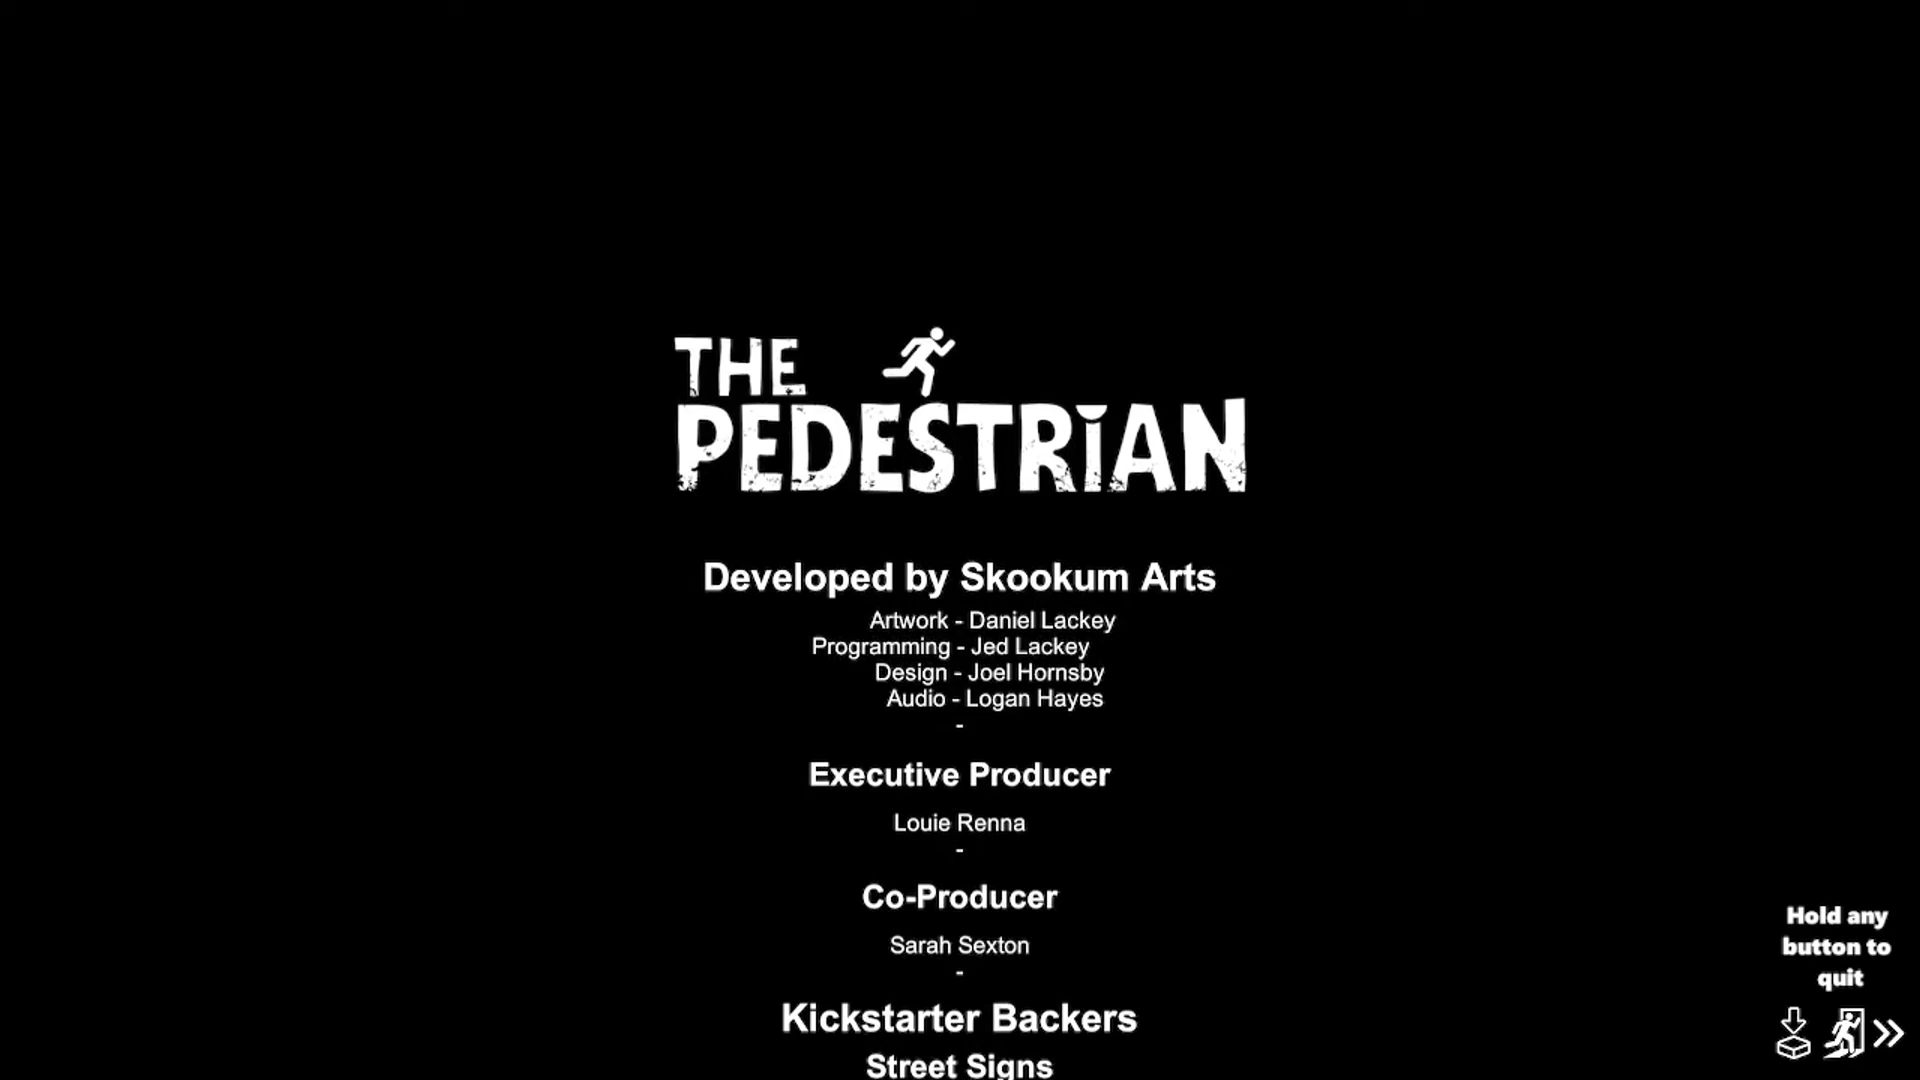 THE
PEDESTRIAN
Developed by Skookum Arts
Artwork - Daniel Lackey
Programming - Jed Lackey
Design - Joel Hornsby
Audio - Logan Hayes
-
Executive Producer
Louie Renna
-
Co-Producer
Sarah Sexton
-
Kickstarter Backers
Street Signs
Hold any
button to
quit